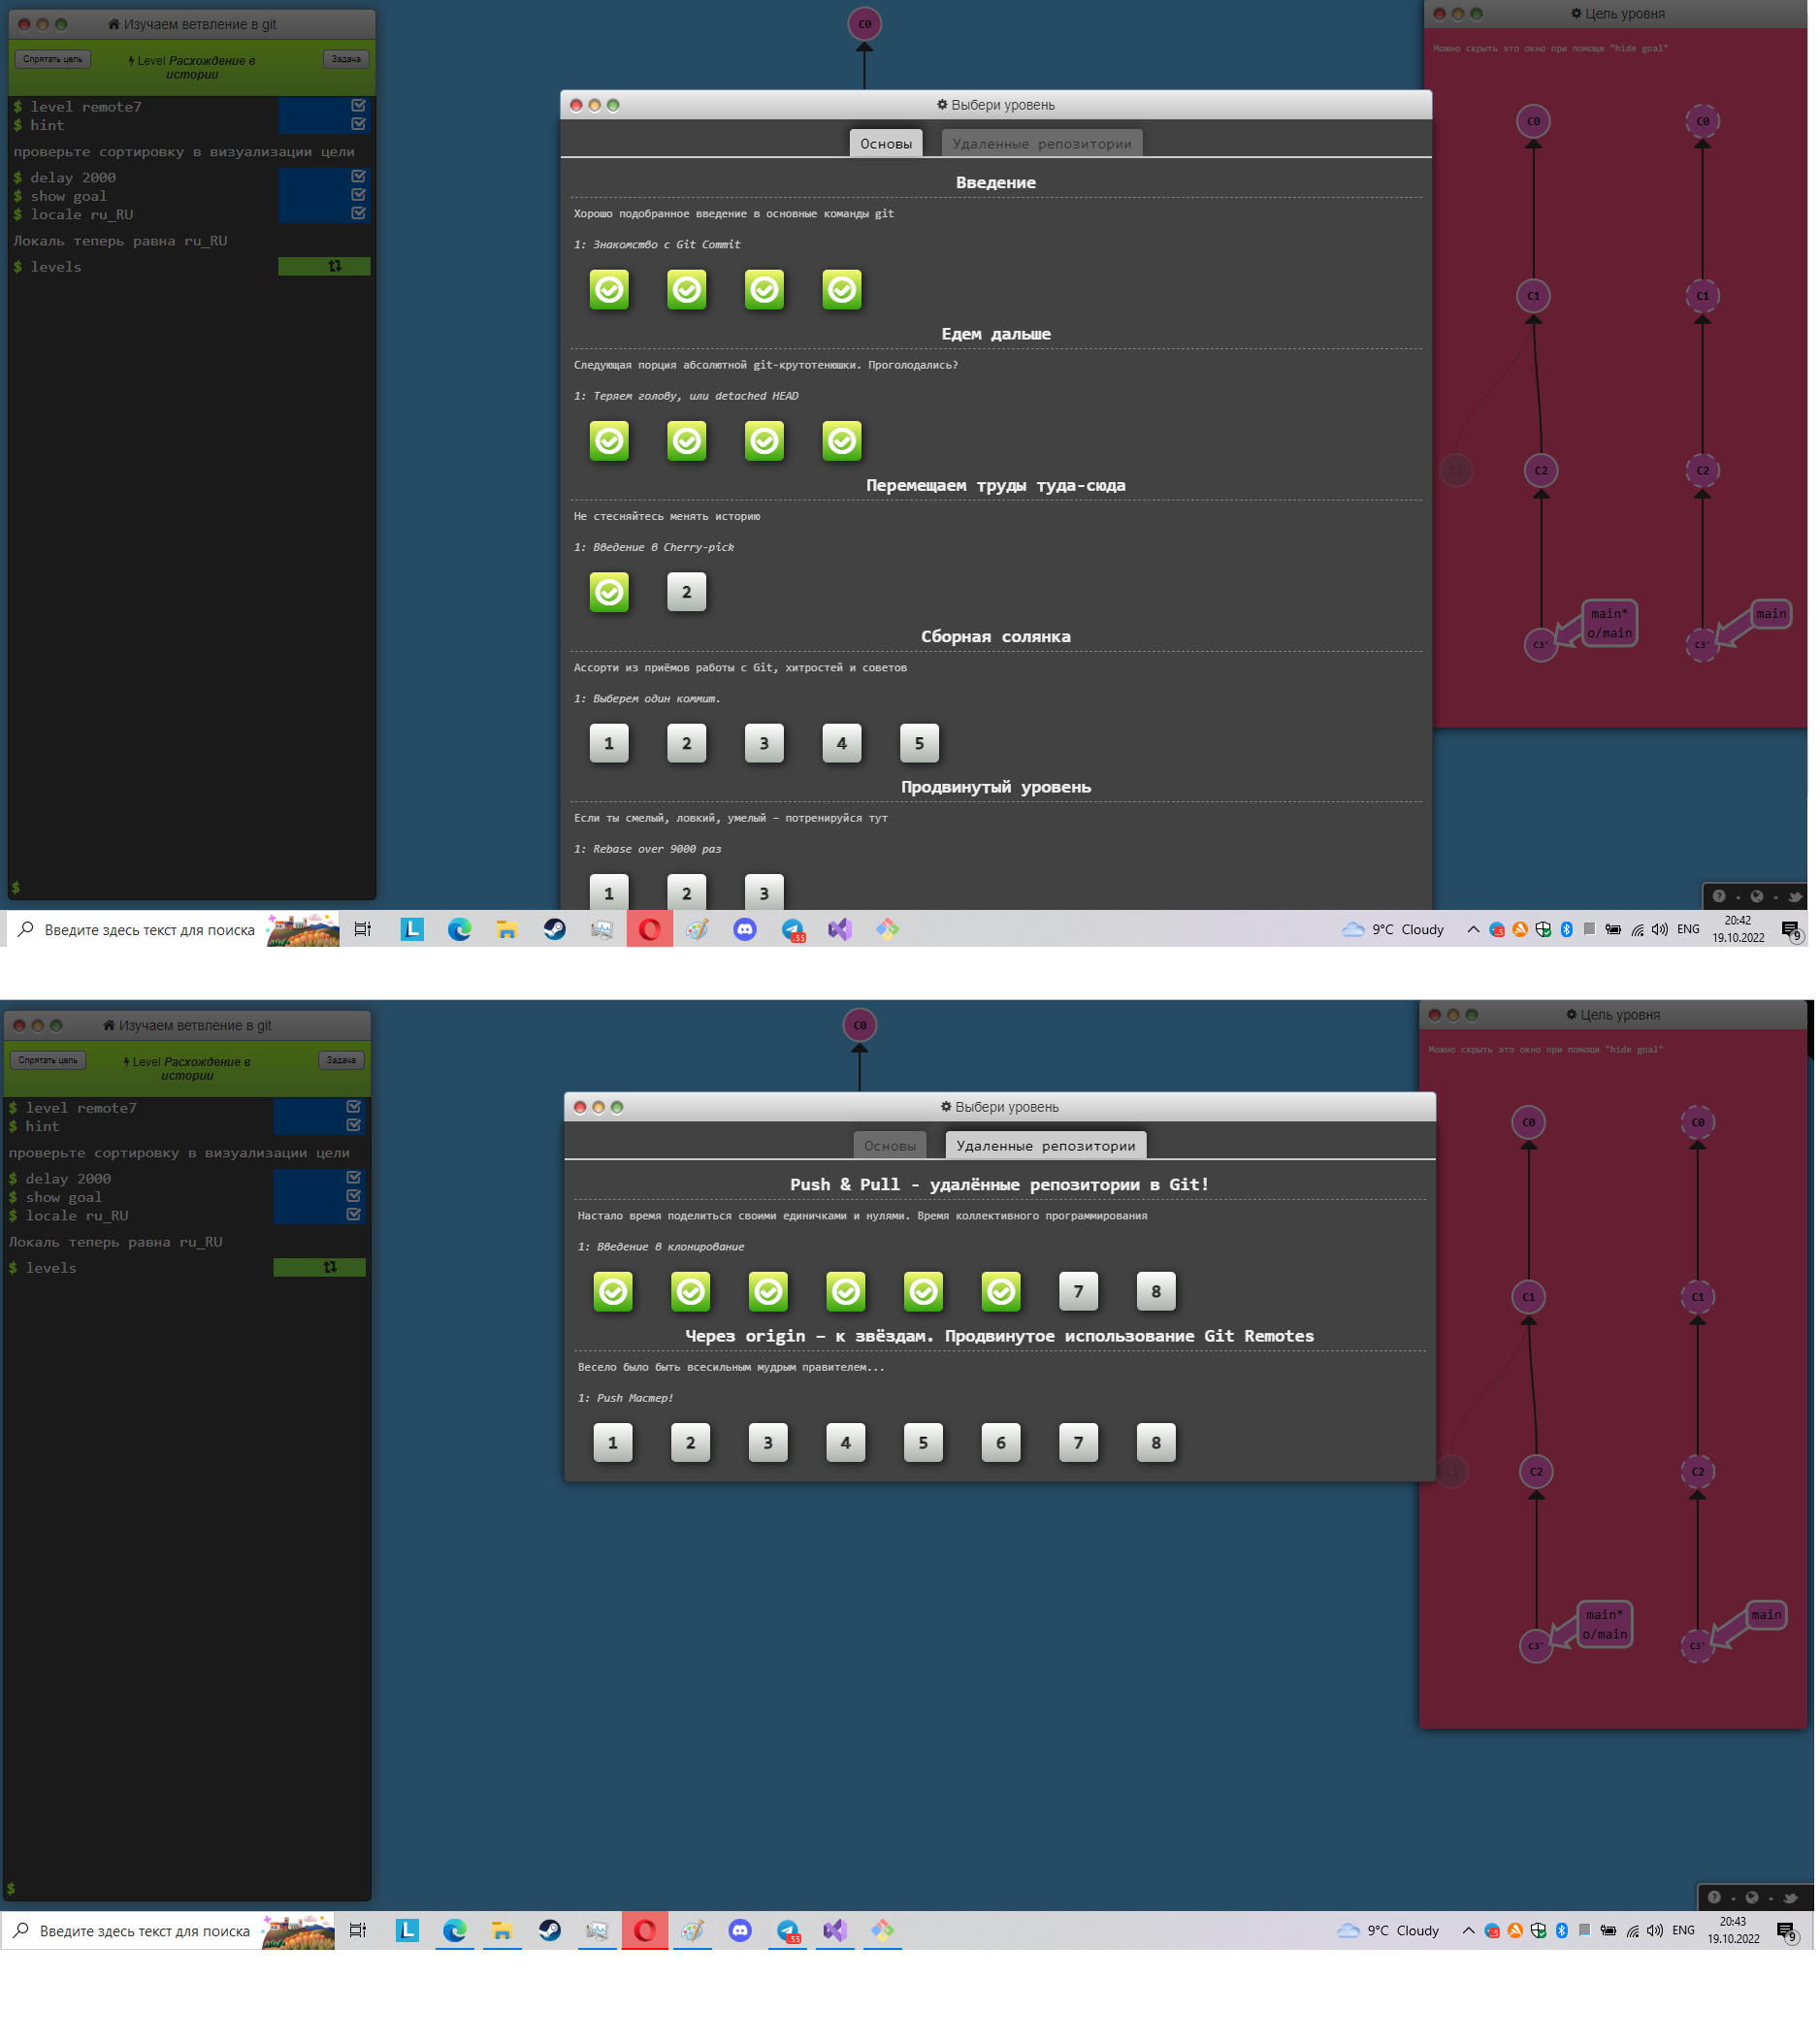 Изучаем ветвление в git
Спрятать цель
Level Расхождение в
истории
Задача
$ level remote7
$ hint
проверьте сортировку в визуализации цели
$ delay 2000
$ show goal
$ locale ru_RU
Локаль теперь равна ru_RU
$ levels
$
C0
Выбери уровень
Основы
Удаленные репозитории
Введение
Хорошо подобранное введение в основные команды git
1: Знакомство с Git Commit
Едем дальше
Следующая порция абсолютной git-крутотенюшки. Проголодались?
1: Теряем голову, или detached HEAD
Перемещаем труды туда-сюда
Не стесняйтесь менять историю
1: Введение в Cherry-pick
2
Сборная солянка
Ассорти из приёмов работы с Git, хитростей и советов
1: Выберем один коммит.
1 2 3 4 5
Продвинутый уровень
Если ты смелый, ловкий, умелый – потренируйся тут
1: Rebase over 9000 раз
1 2 3
Цель уровня
Можно скрыть это окно при помощи "hide goal"
C0 C0
C1 C1
C3 C2 C2
main*
o/main
main
C3' C3'
Введите здесь текст для поиска
L
55
9°C Cloudy
ENG
20:42
19.10.2022
9
Изучаем ветвление в git
Спрятать цель
Level Расхождение в
истории
Задача
$ level remote7
$ hint
проверьте сортировку в визуализации цели
$ delay 2000
$ show goal
$ locale ru_RU
Локаль теперь равна ru_RU
$ levels
$
C0
Выбери уровень
Основы
Удаленные репозитории
Push & Pull - удалённые репозитории в Git!
Настало время поделиться своими единичками и нулями. Время коллективного программирования
1: Введение в клонирование
7 8
Через origin – к звёздам. Продвинутое использование Git Remotes
Весело было быть всесильным мудрым правителем...
1: Push Мастер!
1 2 3 4 5 6 7 8
Цель уровня
Можно скрыть это окно при помощи "hide goal"
C0 C0
C1 C1
C3 C2 C2
main*
o/main
main
C3' C3'
Введите здесь текст для поиска
L
55
9°C Cloudy
ENG
20:43
19.10.2022
9